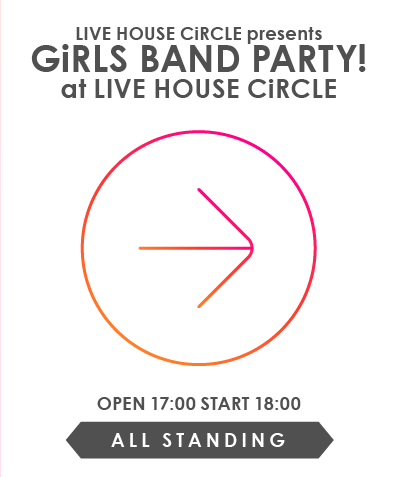 LIVE HOUSE CiRCLE presents
GiRLS BAND PARTY!
at LIVE HOUSE CiRCLE
OPEN 17:00 START 18:00
ALL STANDING